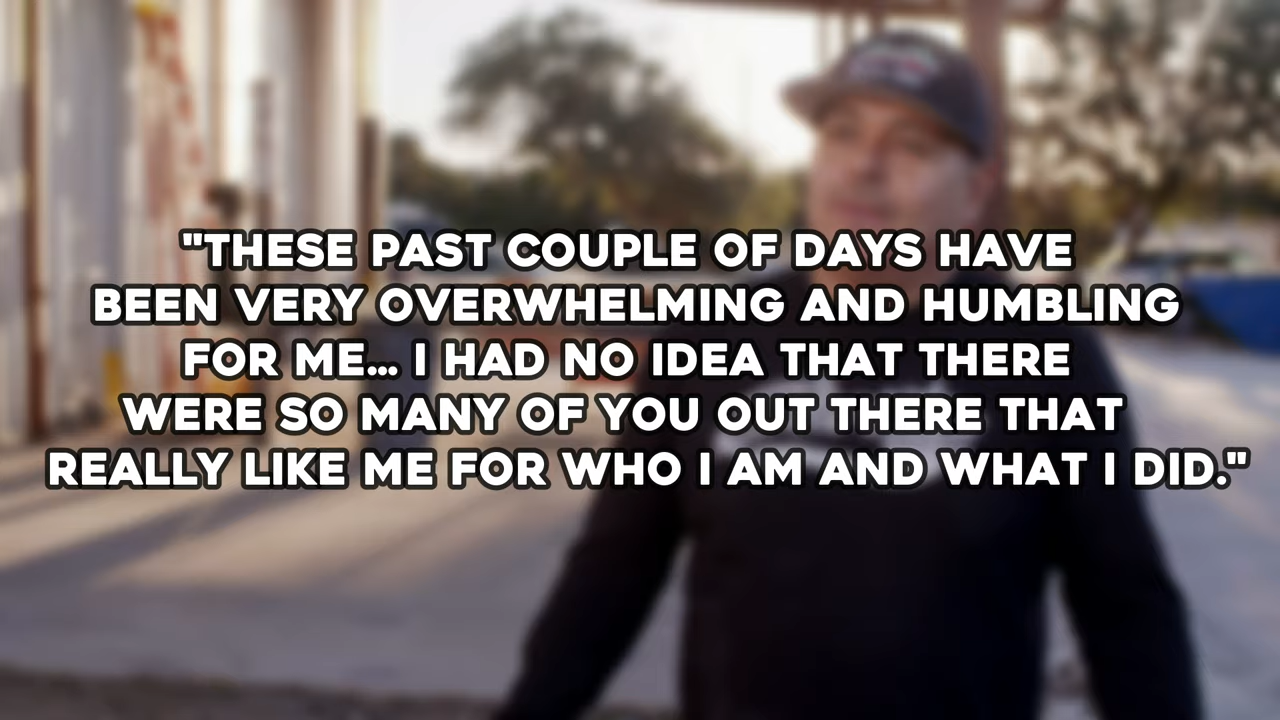 "THESE PAST COUPLE OF DAYS HAVE
BEEN VERY OVERWHELMING AND HUMBLING
FOR ME... I HAD NO IDEA THAT THERE
WERE SO MANY OF YOU OUT THERE THAT
REALLY LIKE ME FOR WHO I AM AND WHAT I DID."